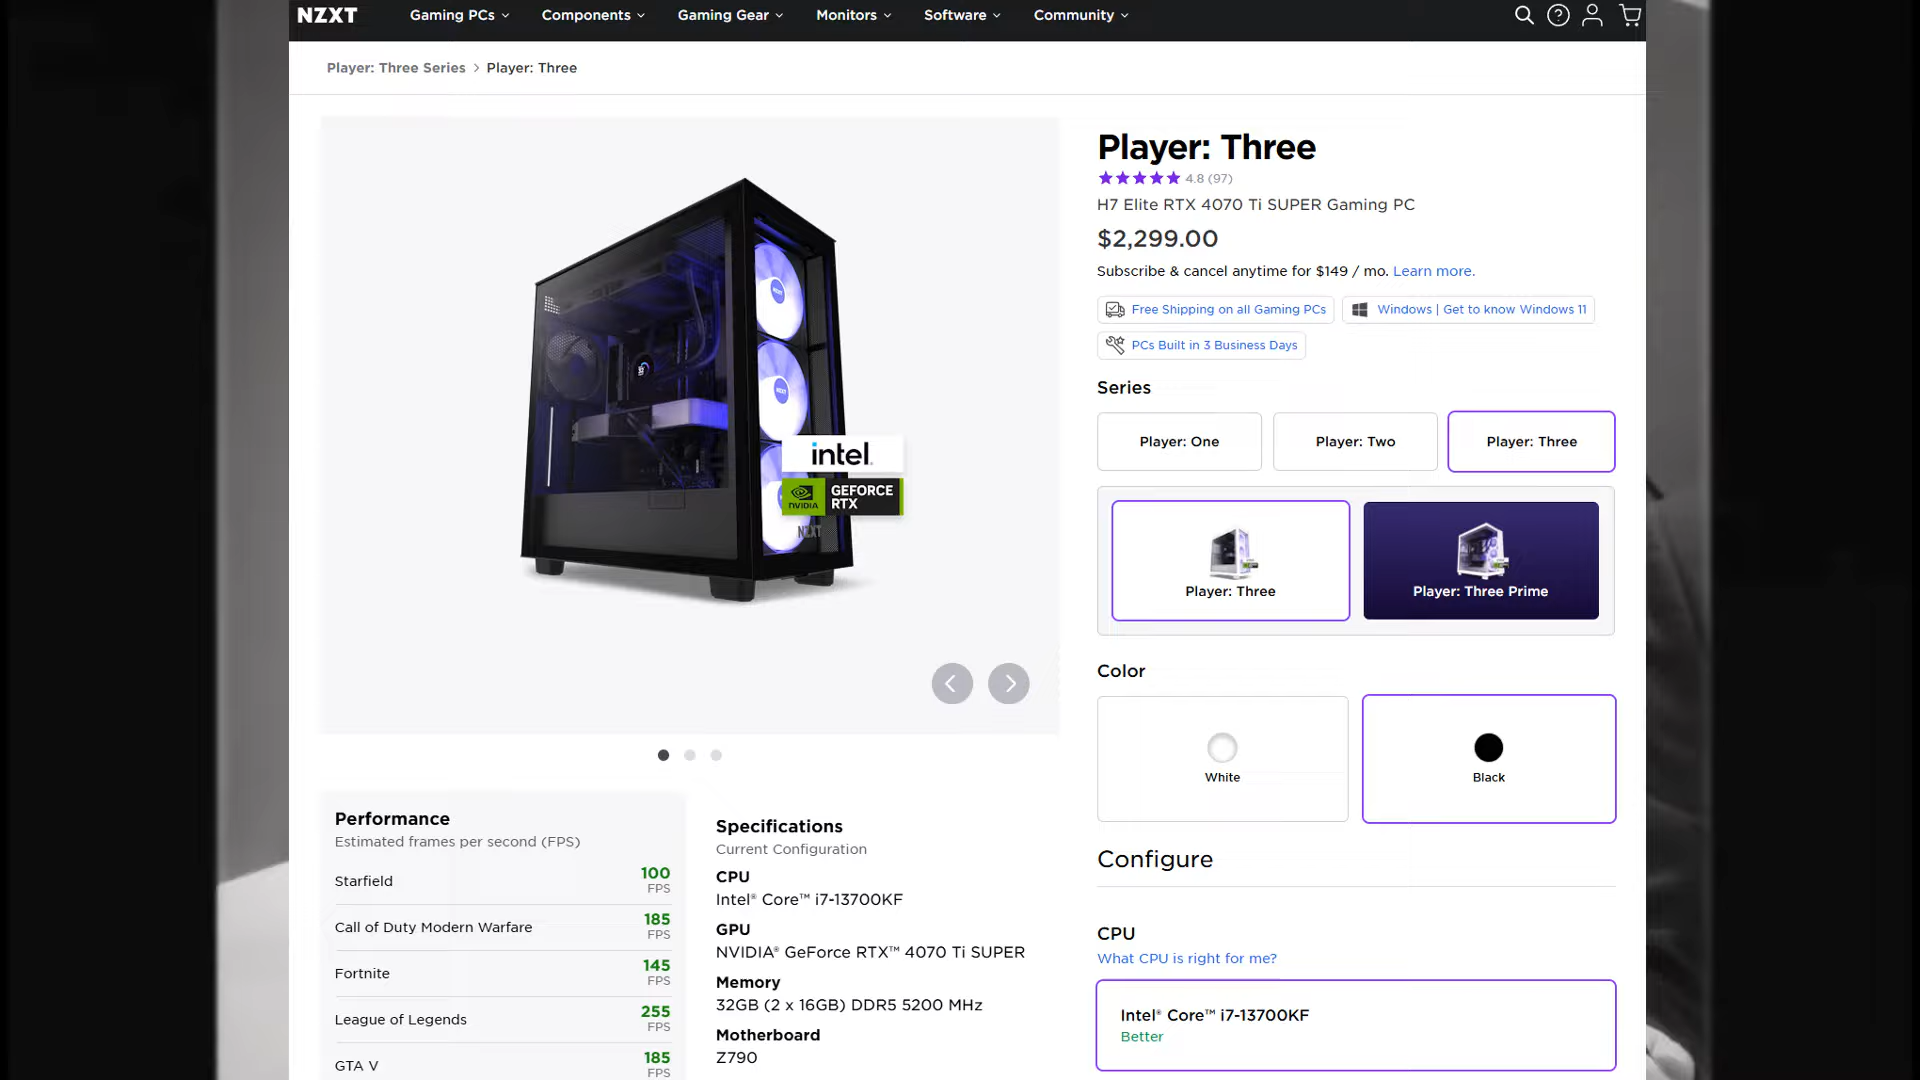 NZXT
Gaming PCs
Components
Gaming Gear
Monitors
Software
Community
Player: Three Series > Player: Three
intel.
NVIDIA
GEFORCE
RTX
NZXT
Player: Three
4.8 (97)
H7 Elite RTX 4070 Ti SUPER Gaming PC
$2,299.00
Subscribe & cancel anytime for $149 / mo. Learn more.
Free Shipping on all Gaming PCs
Windows | Get to know Windows 11
PCs Built in 3 Business Days
Series
Player: One
Player: Two
Player: Three
Player: Three
Player: Three Prime
Color
White
Black
Configure
CPU
What CPU is right for me?
Intel® Core™ i7-13700KF
Better
Performance
Estimated frames per second (FPS)
Starfield
100
FPS
Call of Duty Modern Warfare
185
FPS
Fortnite
145
FPS
League of Legends
255
FPS
GTA V
185
FPS
Specifications
Current Configuration
CPU
Intel® Core™ i7-13700KF
GPU
NVIDIA® GeForce RTX™ 4070 Ti SUPER
Memory
32GB (2 x 16GB) DDR5 5200 MHz
Motherboard
Z790